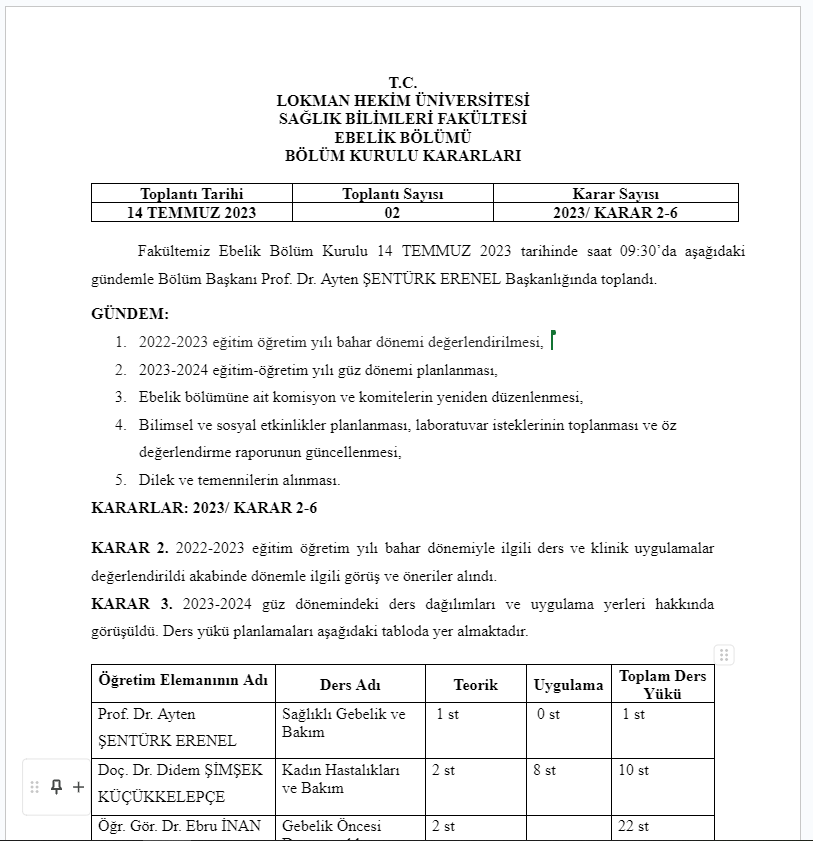 T.C.
LOKMAN HEKİM ÜNİVERSİTESİ
SAĞLIK BİLİMLERİ FAKÜLTESİ
EBELİK BÖLÜMÜ
BÖLÜM KURULU KARARLARI
Toplantı Tarihi Toplantı Sayısı Karar Sayısı
14 TEMMUZ 2023 02 2023/ KARAR 2-6
Fakültemiz Ebelik Bölüm Kurulu 14 TEMMUZ 2023 tarihinde saat 09:30’da aşağıdaki
gündemle Bölüm Başkanı Prof. Dr. Ayten ŞENTÜRK ERENEL Başkanlığında toplandı.
GÜNDEM:
1. 2022-2023 eğitim öğretim yılı bahar dönemi değerlendirilmesi,
2. 2023-2024 eğitim-öğretim yılı güz dönemi planlanması,
3. Ebelik bölümüne ait komisyon ve komitelerin yeniden düzenlenmesi,
4. Bilimsel ve sosyal etkinlikler planlanması, laboratuvar isteklerinin toplanması ve öz
değerlendirme raporunun güncellenmesi,
5. Dilek ve temennilerin alınması.
KARARLAR: 2023/ KARAR 2-6
KARAR 2. 2022-2023 eğitim öğretim yılı bahar dönemiyle ilgili ders ve klinik uygulamalar
değerlendirildi akabinde dönemle ilgili görüş ve öneriler alındı.
KARAR 3. 2023-2024 güz dönemindeki ders dağılımları ve uygulama yerleri hakkında
görüşüldü. Ders yükü planlamaları aşağıdaki tabloda yer almaktadır.
Öğretim Elemanının Adı Ders Adı Teorik Uygulama Toplam Ders
Yükü
Prof. Dr. Ayten Sağlıklı Gebelik ve 1 st 0 st 1 st
ŞENTÜRK ERENEL Bakım
Doç. Dr. Didem ŞİMŞEK Kadın Hastalıkları 2 st 8 st 10 st
KÜÇÜKKELEPÇE ve Bakım
Öğr. Gör. Dr. Ebru İNAN Gebelik Öncesi 2 st 22 st